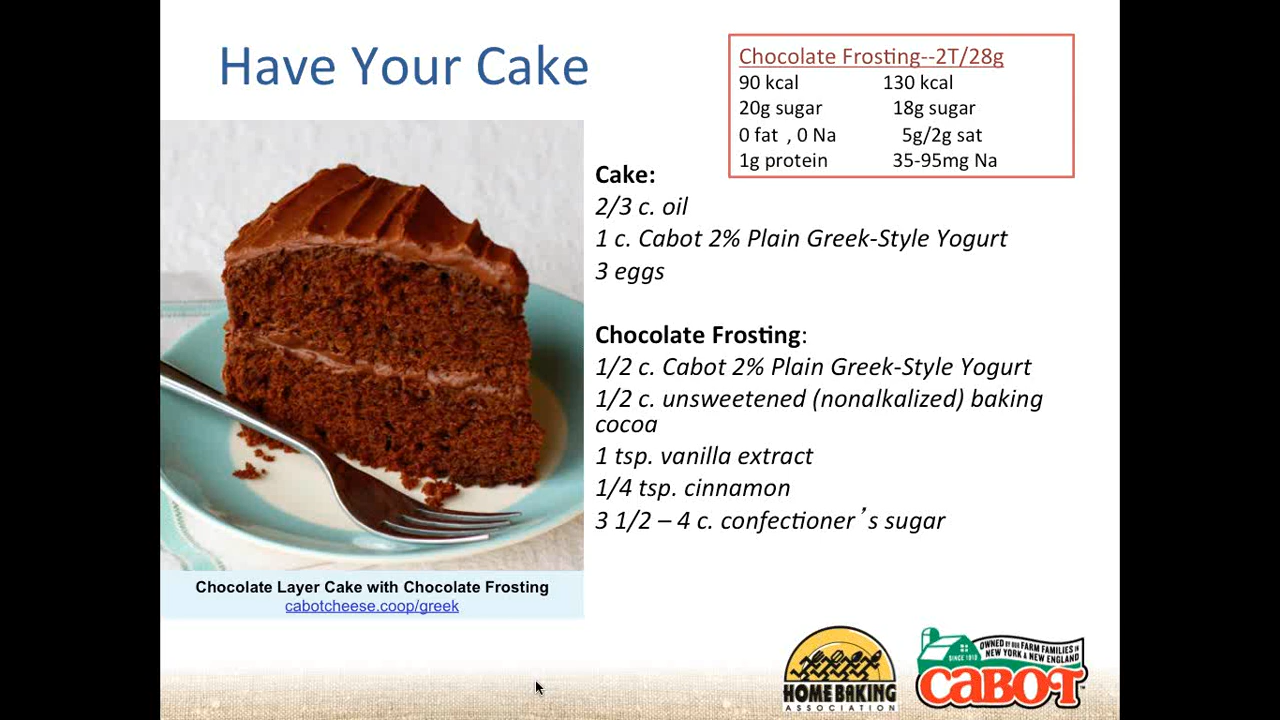 Have Your Cake
Chocolate Frosting--2T/28g
90 kcal 130 kcal
20g sugar 18g sugar
0 fat , 0 Na 5g/2g sat
1g protein 35-95mg Na
Cake:
2/3 c. oil
1 c. Cabot 2% Plain Greek-Style Yogurt
3 eggs
Chocolate Frosting:
1/2 c. Cabot 2% Plain Greek-Style Yogurt
1/2 c. unsweetened (nonalkalized) baking
cocoa
1 tsp. vanilla extract
1/4 tsp. cinnamon
3 1/2 – 4 c. confectioner’s sugar
Chocolate Layer Cake with Chocolate Frosting
cabotcheese.coop/greek
HOME BAKING
ASSOCIATION
SINCE 1919
OWNED BY OUR FARM FAMILIES IN
NEW YORK & NEW ENGLAND
CABOT